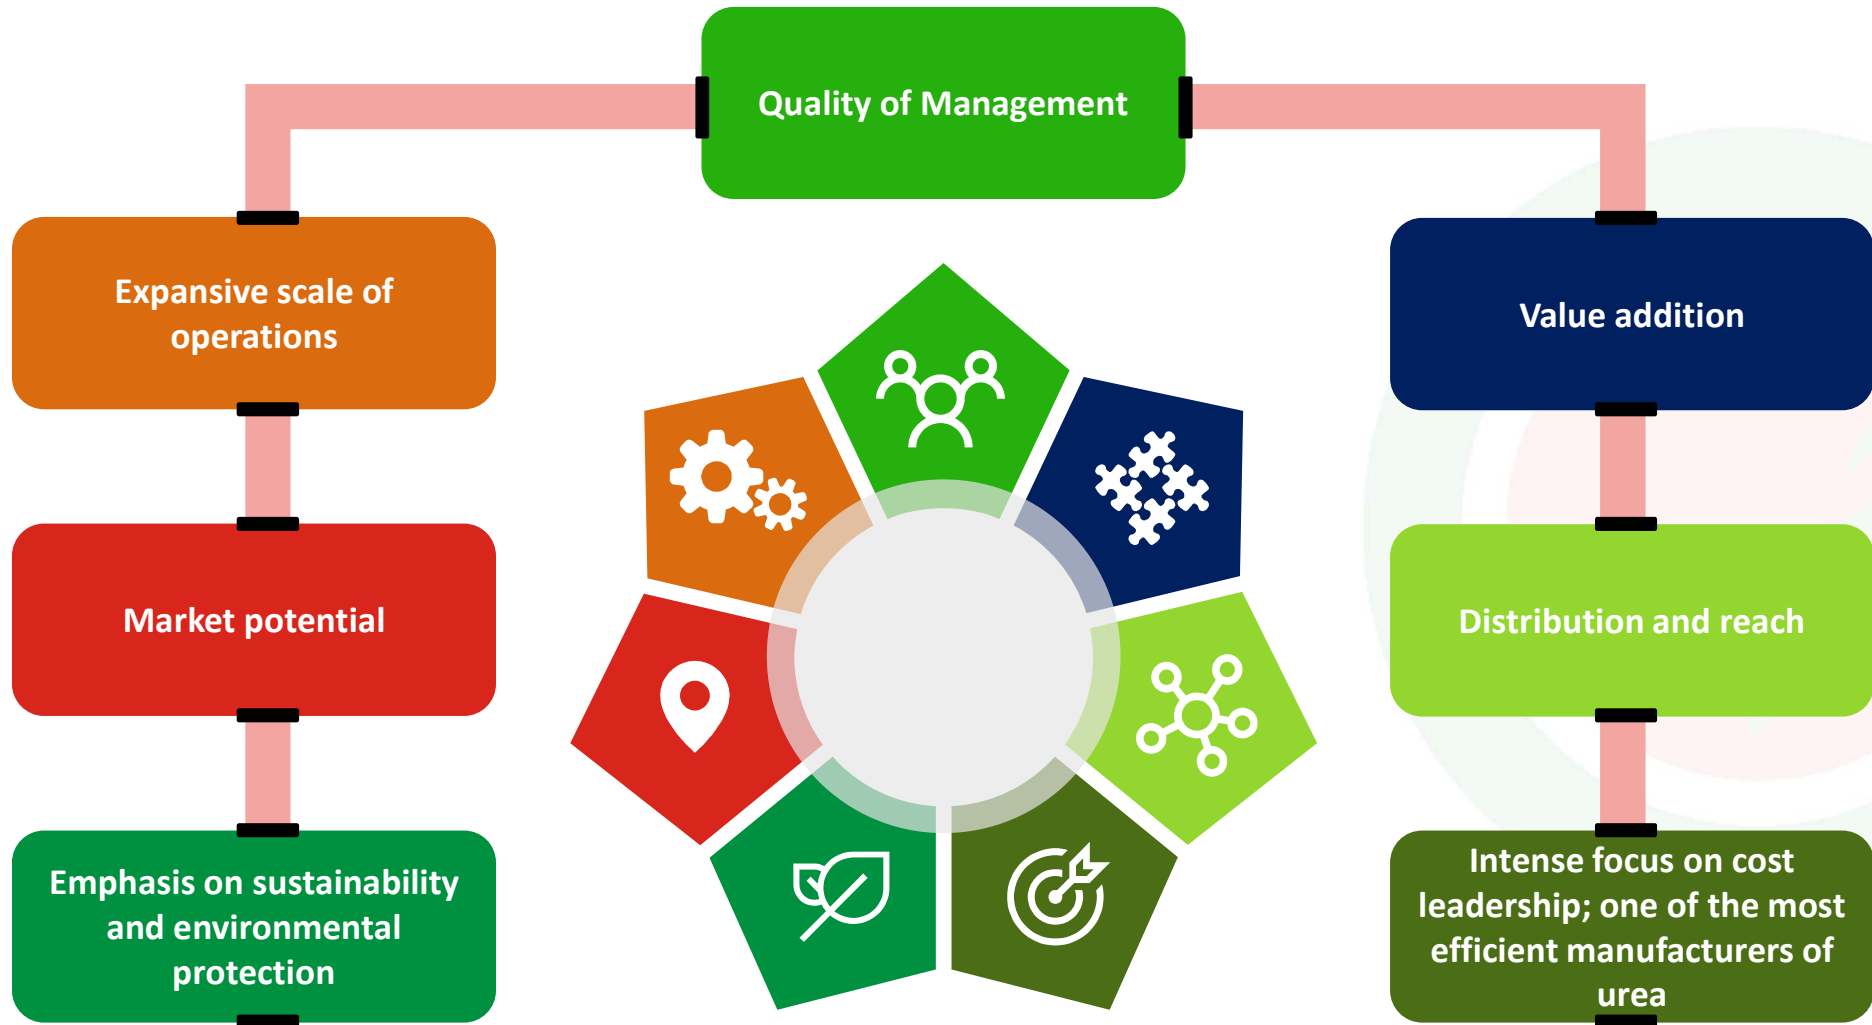 Quality of Management
Expansive scale of
operations
Value addition
Market potential
Distribution and reach
Emphasis on sustainability
and environmental
protection
Intense focus on cost
leadership; one of the most
efficient manufacturers of
urea